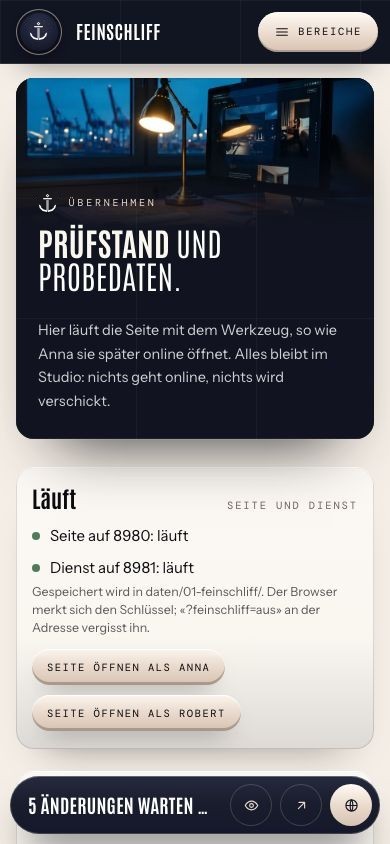 FEINSCHLIFF
BEREICHE
ÜBERNEHMEN
PRÜFSTAND UND
PROBEDATEN.
Hier läuft die Seite mit dem Werkzeug, so wie
Anna sie später online öffnet. Alles bleibt im
Studio: nichts geht online, nichts wird
verschickt.
Läuft
SEITE UND DIENST
Seite auf 8980: läuft
Dienst auf 8981: läuft
Gespeichert wird in daten/01-feinschliff/. Der Browser
merkt sich den Schlüssel; «?feinschliff=aus» an der
Adresse vergisst ihn.
SEITE ÖFFNEN ALS ANNA
SEITE ÖFFNEN ALS ROBERT
5 ÄNDERUNGEN WARTEN …